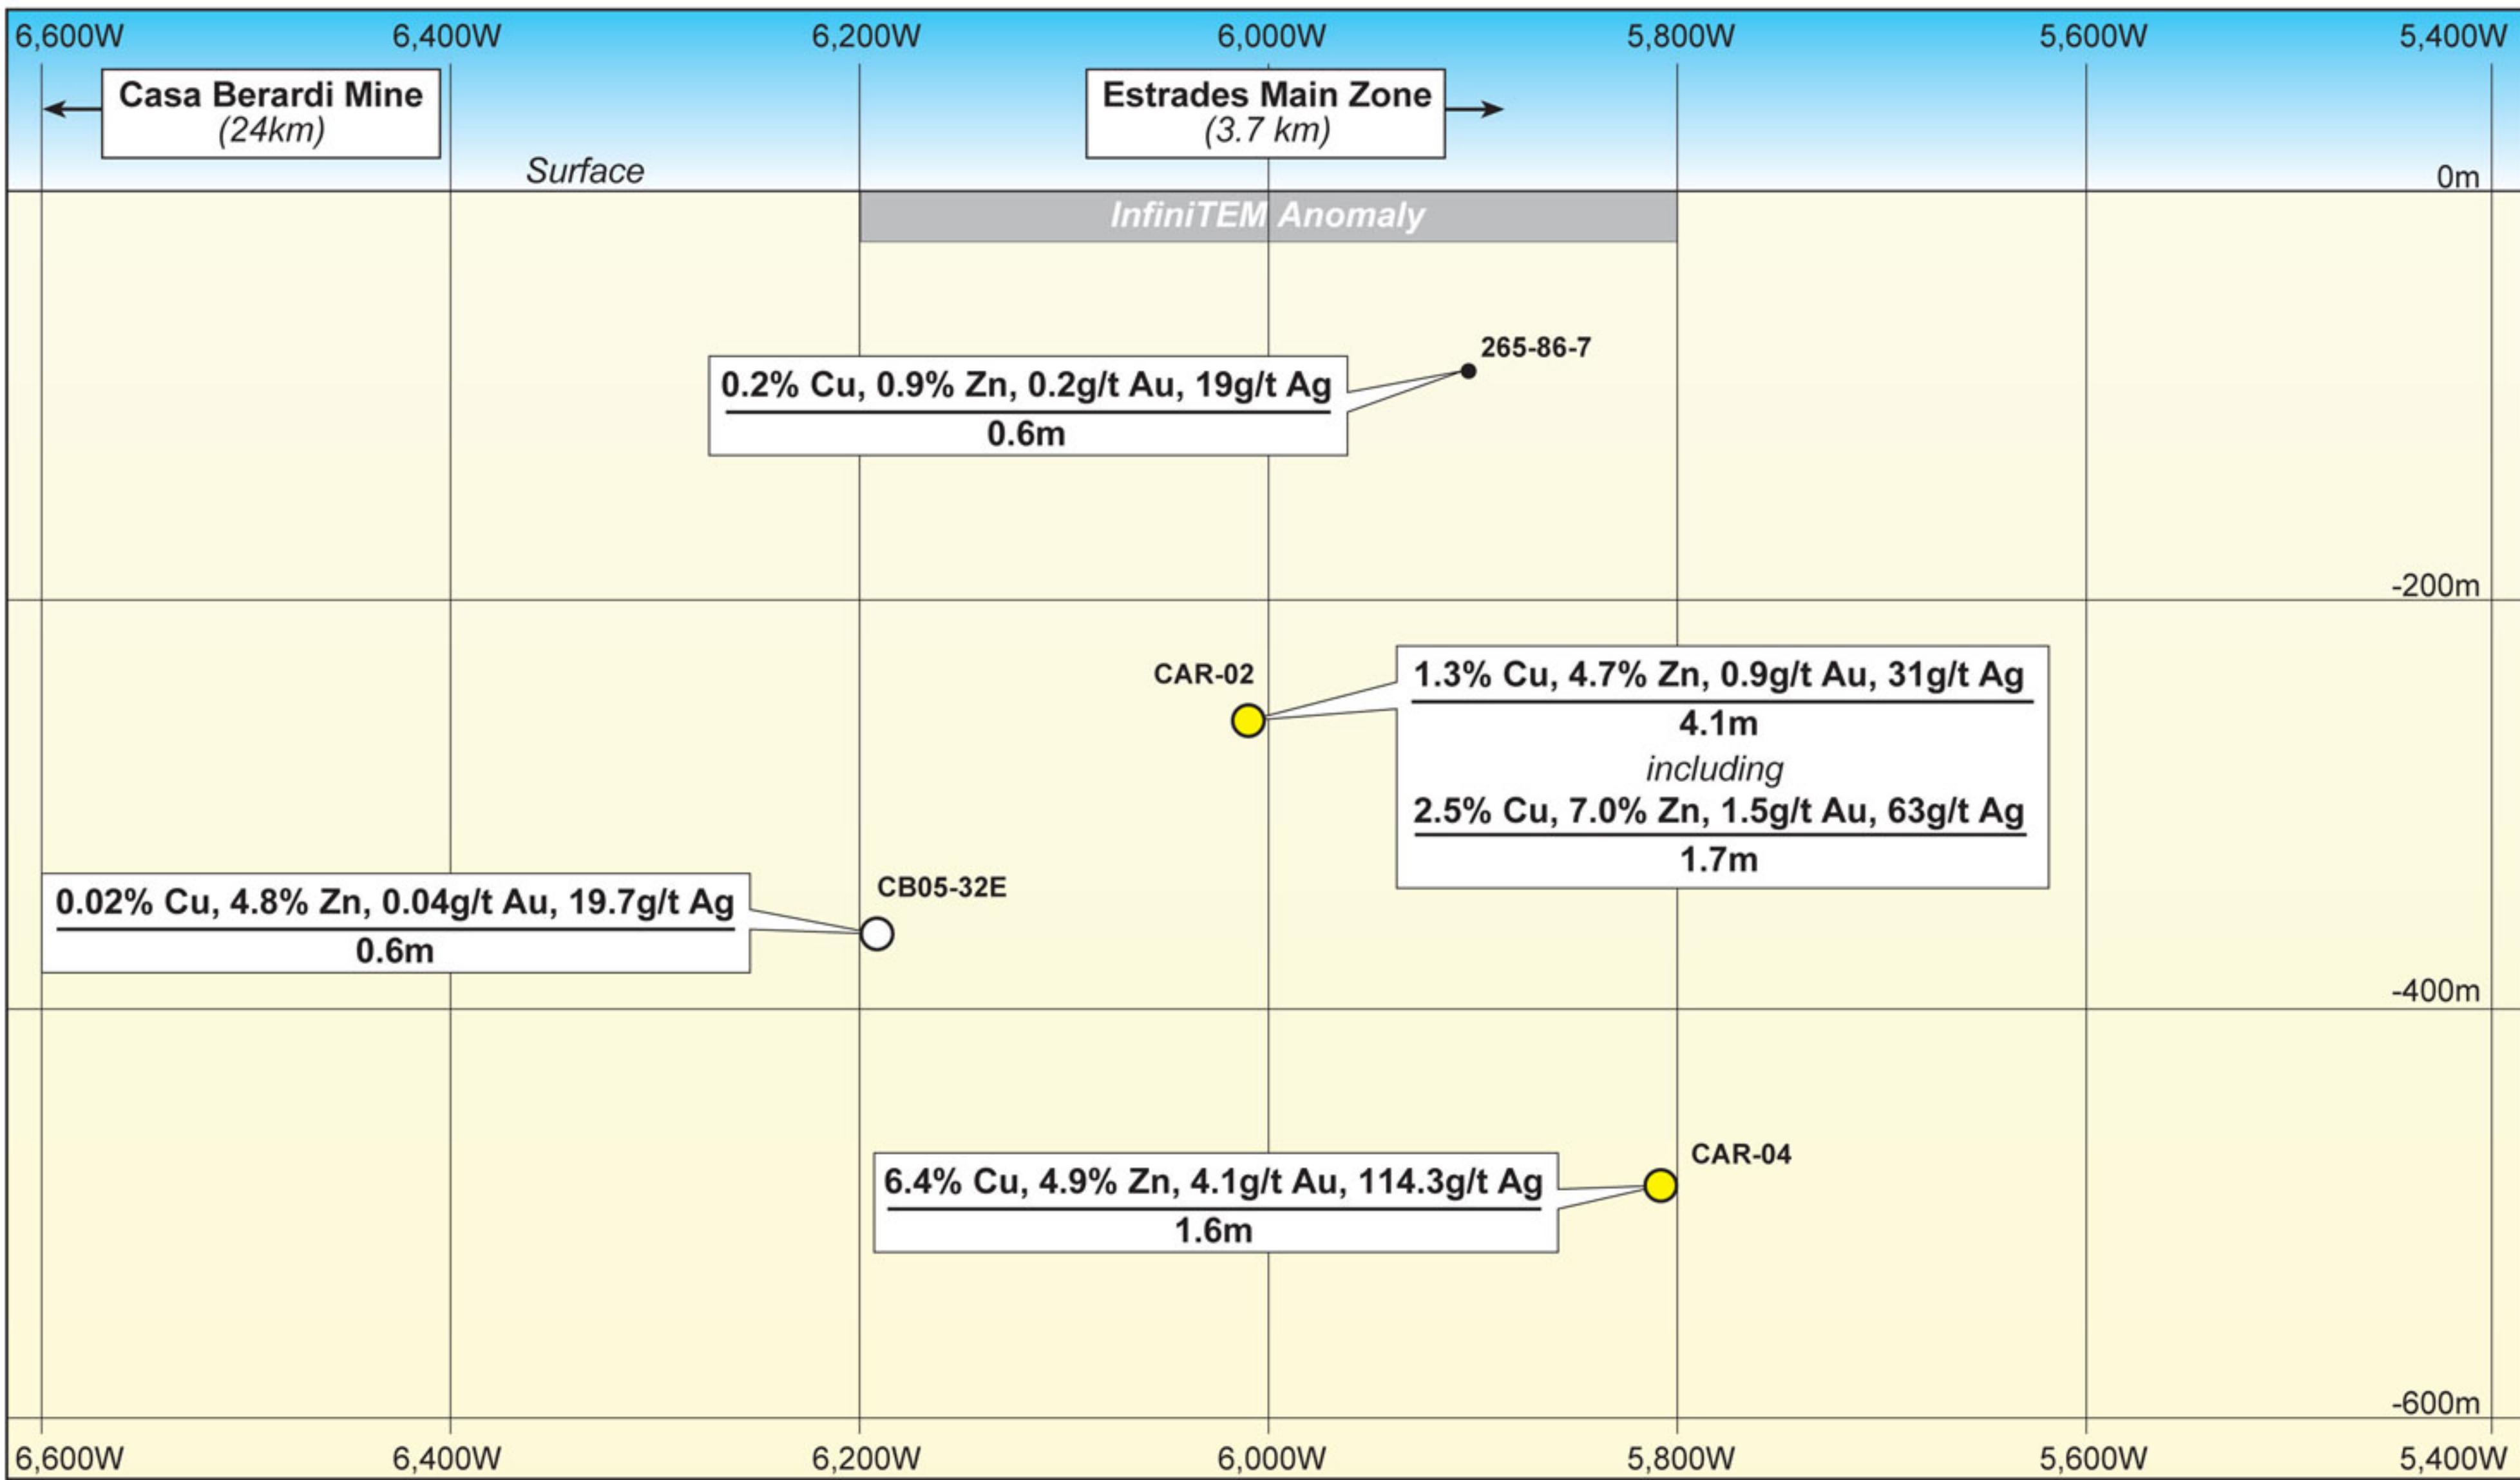 6,600W 6,400W 6,200W 6,000W 5,800W 5,600W 5,400W
Casa Berardi Mine
(24km)
Estrades Main Zone
(3.7 km)
Surface
0m
InfiniTEM Anomaly
265-86-7
0.2% Cu, 0.9% Zn, 0.2g/t Au, 19g/t Ag
0.6m
-200m
CAR-02
1.3% Cu, 4.7% Zn, 0.9g/t Au, 31g/t Ag
4.1m
including
2.5% Cu, 7.0% Zn, 1.5g/t Au, 63g/t Ag
1.7m
CB05-32E
0.02% Cu, 4.8% Zn, 0.04g/t Au, 19.7g/t Ag
0.6m
-400m
CAR-04
6.4% Cu, 4.9% Zn, 4.1g/t Au, 114.3g/t Ag
1.6m
-600m
6,600W 6,400W 6,200W 6,000W 5,800W 5,600W 5,400W